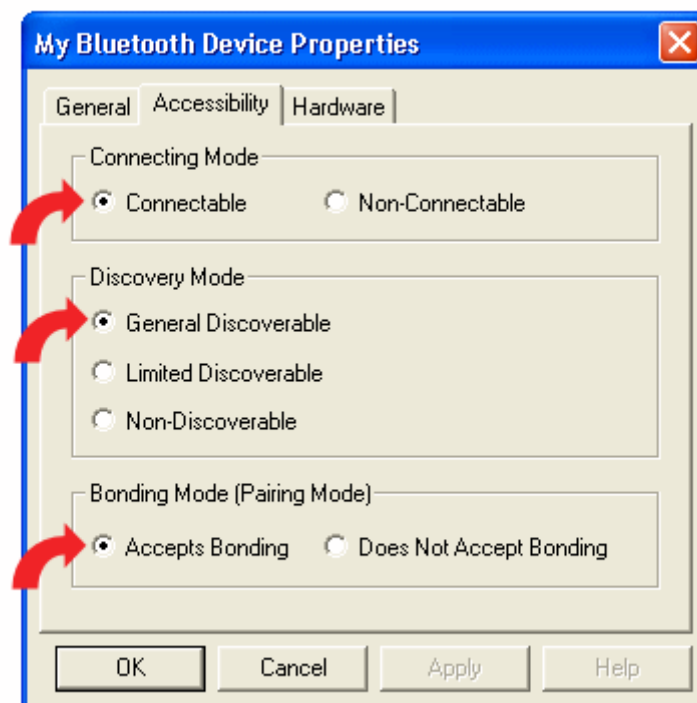 My Bluetooth Device Properties
General Accessibility Hardware
Connecting Mode
Connectable Non-Connectable
Discovery Mode
General Discoverable
Limited Discoverable
Non-Discoverable
Bonding Mode (Pairing Mode)
Accepts Bonding Does Not Accept Bonding
OK Cancel Apply Help